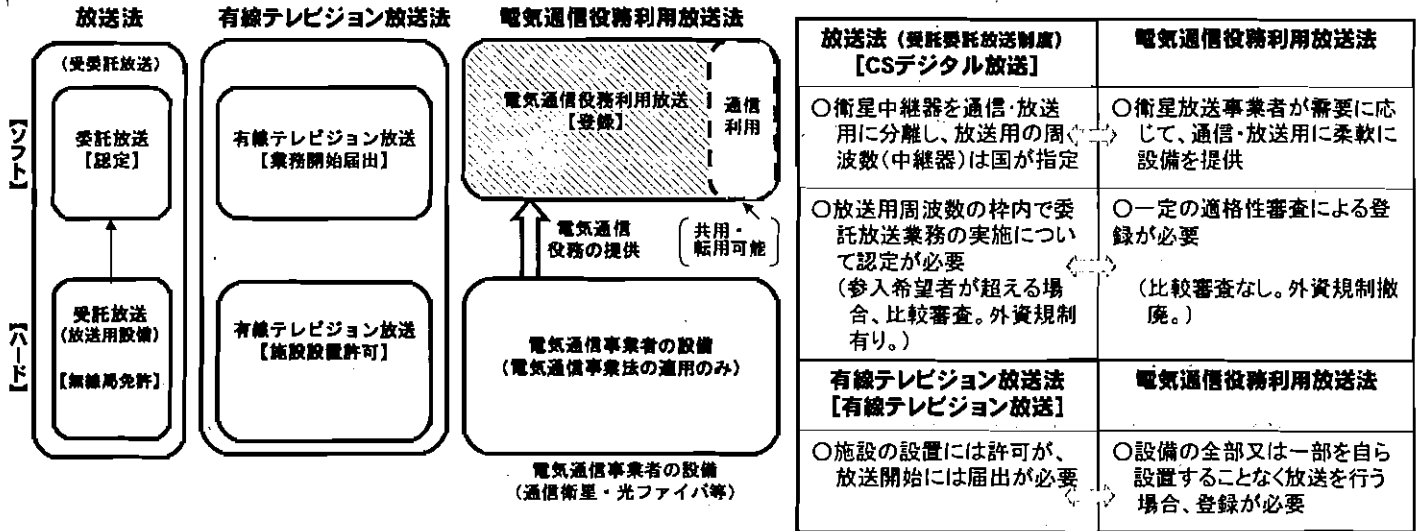 放送法
有線テレビジョン放送法
電気通信役務利用放送法
【ソフト】
【ハード】
(受委託放送)
委託放送
【認定】
受託放送
(放送用設備)
【無線局免許】
有線テレビジョン放送
【業務開始届出】
有線テレビジョン放送
【施設設置許可】
電気通信役務利用放送
【登録】
通信
利用
電気通信
役務の提供
共用・
転用可能
電気通信事業者の設備
(電気通信事業法の適用のみ)
電気通信事業者の設備
(通信衛星・光ファイバ等)
放送法(受託委託放送制度)
[CSデジタル放送]
電気通信役務利用放送法
○衛星中継器を通信・放送
用に分離し、放送用の周
波数(中継器)は国が指定
○衛星放送事業者が需要に応
じて、通信・放送用に柔軟に
設備を提供
○放送用周波数の枠内で委
託放送業務の実施につい
て認定が必要
(参入希望者が超える場
合、比較審査。外資規制
有り。)
○一定の適格性審査による登
録が必要
(比較審査なし。外資規制撤
廃。)
有線テレビジョン放送法
[有線テレビジョン放送]
電気通信役務利用放送法
○施設の設置には許可が、
放送開始には届出が必要
○設備の全部又は一部を自ら
設置することなく放送を行う
場合、登録が必要